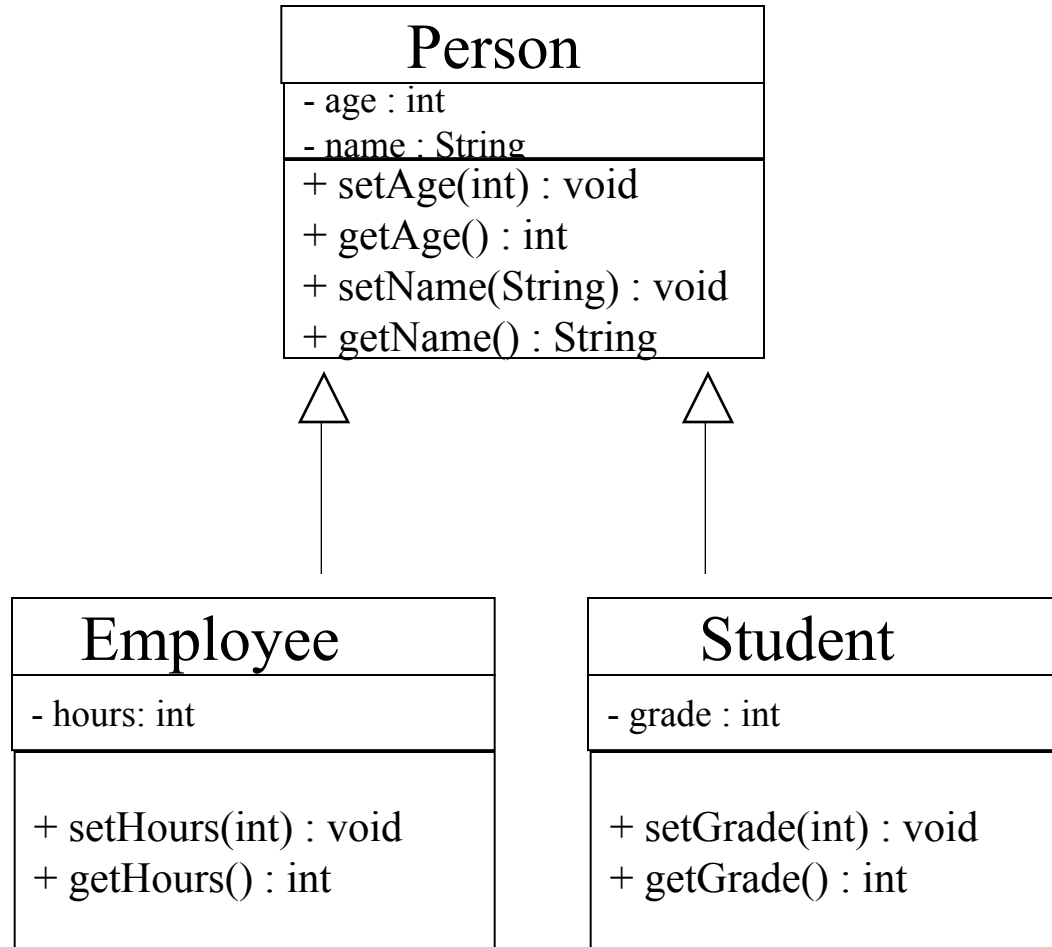 Person
- age : int
- name : String
+ setAge(int) : void
+ getAge() : int
+ setName(String) : void
+ getName() : String
Employee
- hours: int
+ setHours(int) : void
+ getHours() : int
Student
- grade : int
+ setGrade(int) : void
+ getGrade() : int